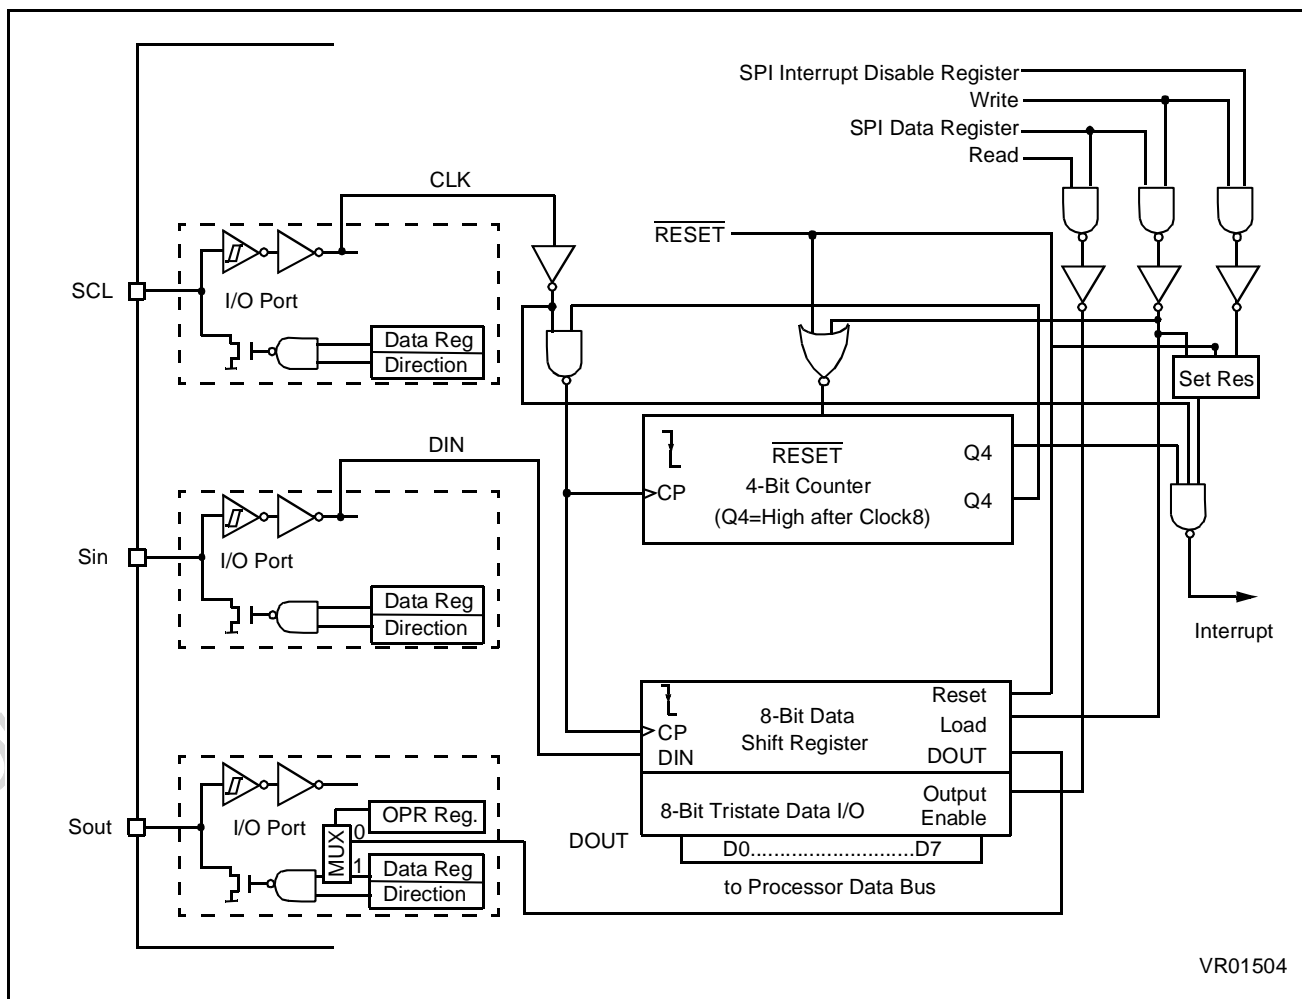 SPI Interrupt Disable Register
Write
SPI Data Register
Read
CLK
RESET
SCL
I/O Port
Data Reg
Direction
Set Res
DIN
RESET
Q4
4-Bit Counter
CP
Q4
(Q4=High after Clock8)
Sin
I/O Port
Data Reg
Direction
Interrupt
Reset
8-Bit Data
Load
CP
Shift Register
DIN
DOUT
Output
8-Bit Tristate Data I/O
Enable
OPR Reg.
Sout
I/O Port
MUX
0
1
Data Reg
Direction
DOUT
D0...........................D7
to Processor Data Bus
VR01504